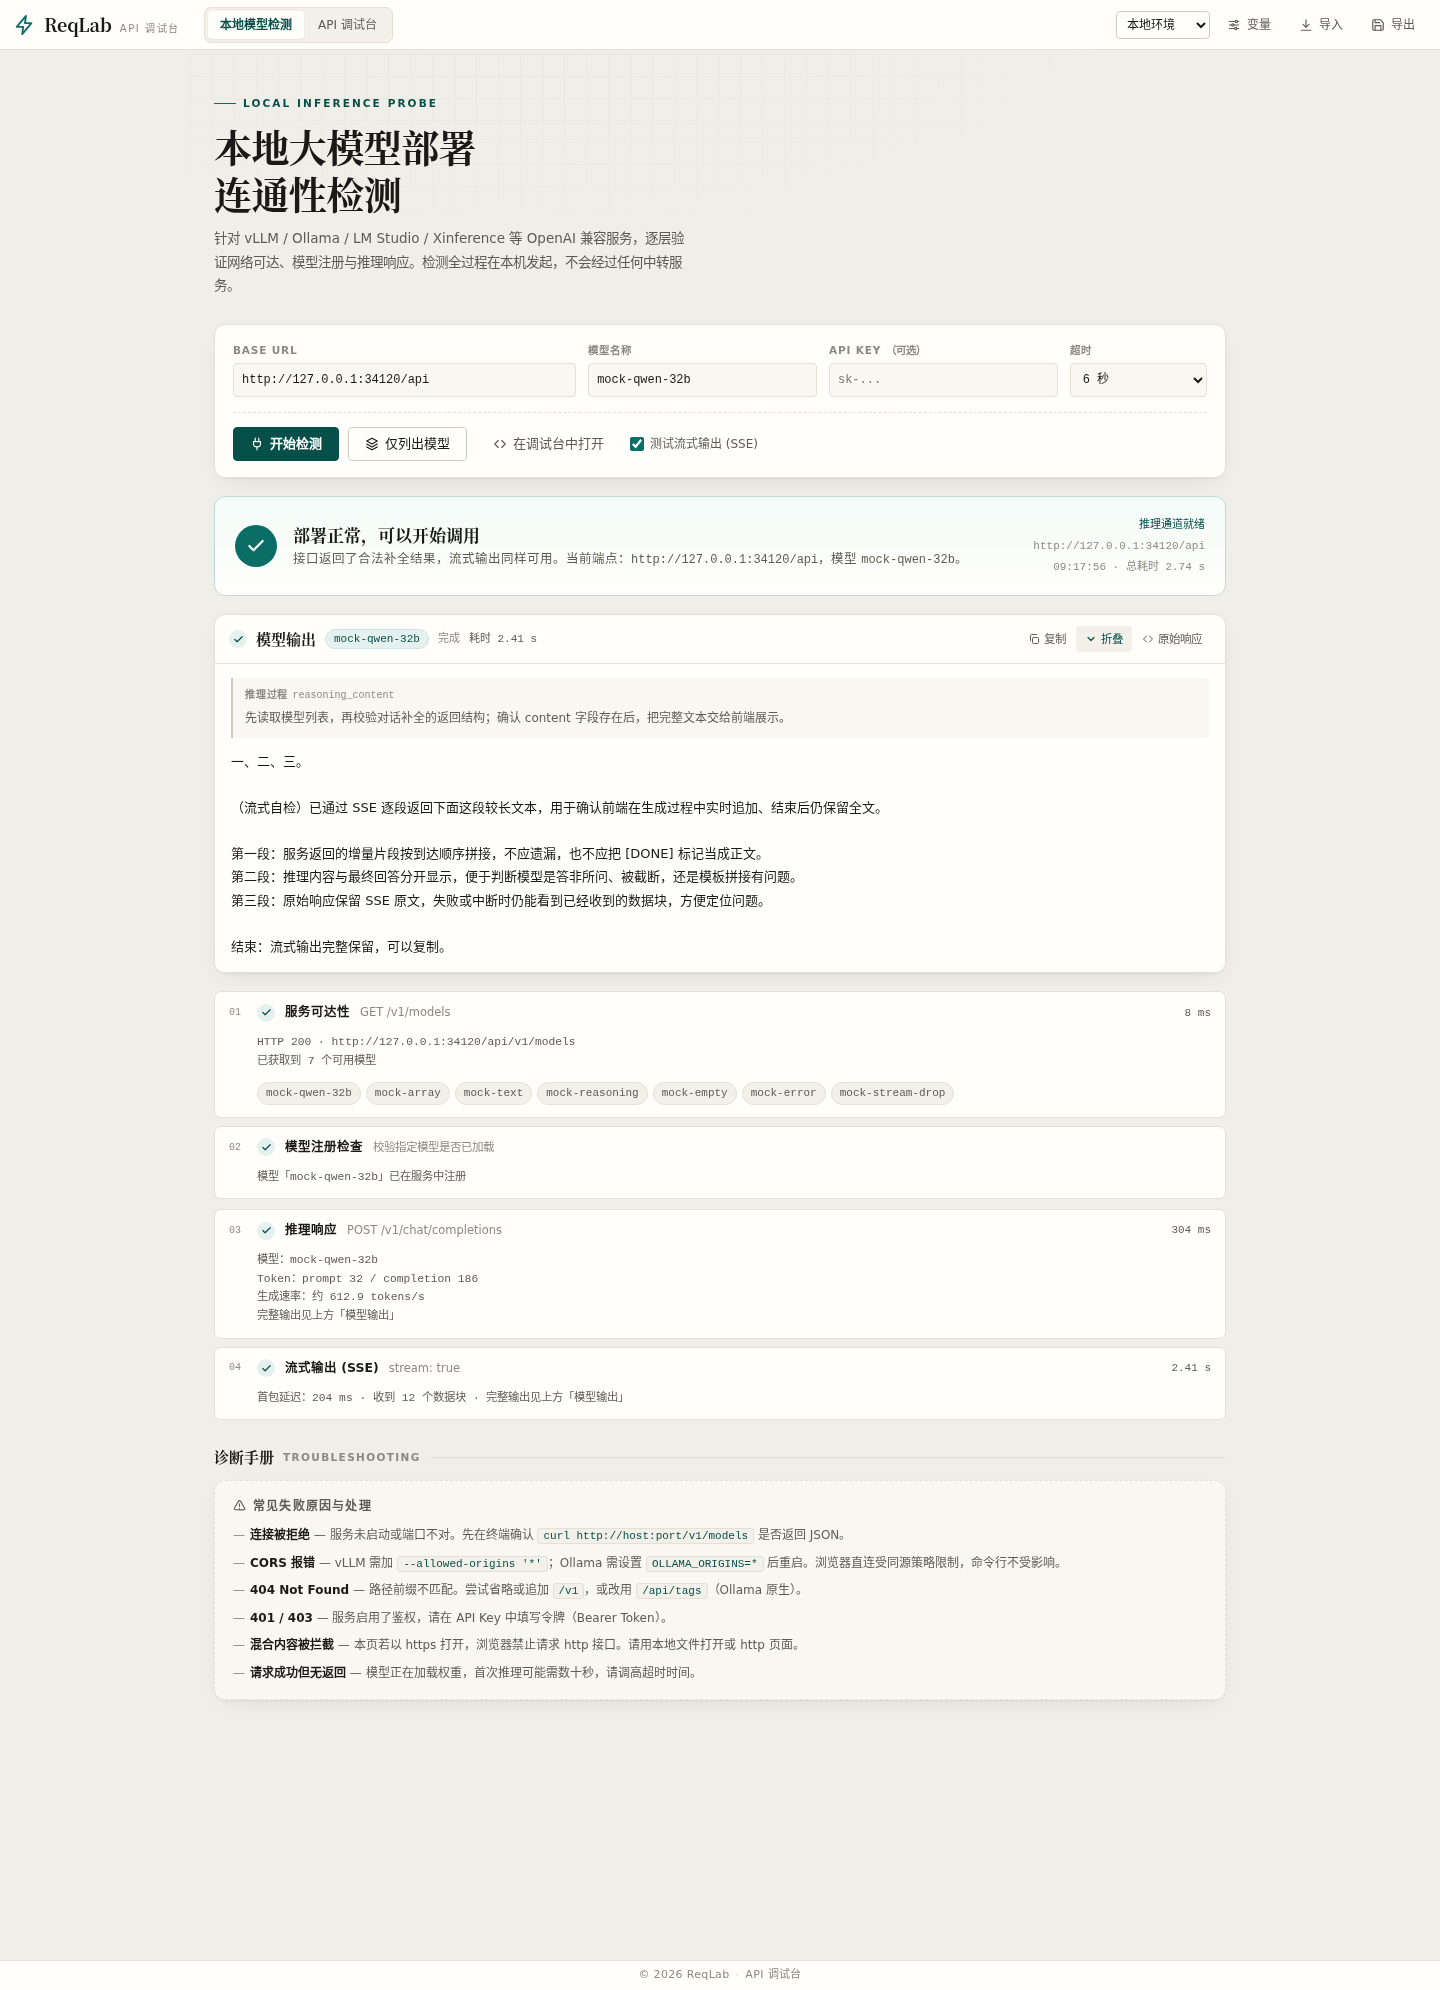 ReqLab API 调试台 本地模型检测 API 调试台 本地环境 变量 导入 导出
LOCAL INFERENCE PROBE
本地大模型部署
连通性检测
针对 vLLM / Ollama / LM Studio / Xinference 等 OpenAI 兼容服务，逐层验
证网络可达、模型注册与推理响应。检测全过程在本机发起，不会经过任何中转服
务。
BASE URL 模型名称 API KEY （可选） 超时
http://127.0.0.1:34120/api mock-qwen-32b sk-... 6 秒
开始检测 仅列出模型 在调试台中打开 测试流式输出 (SSE)
部署正常，可以开始调用
接口返回了合法补全结果，流式输出同样可用。当前端点：http://127.0.0.1:34120/api，模型 mock-qwen-32b。
推理通道就绪
http://127.0.0.1:34120/api
09:17:56 · 总耗时 2.74 s
模型输出 mock-qwen-32b 完成 耗时 2.41 s 复制 折叠 原始响应
推理过程 reasoning_content
先读取模型列表，再校验对话补全的返回结构；确认 content 字段存在后，把完整文本交给前端展示。
一、二、三。
（流式自检）已通过 SSE 逐段返回下面这段较长文本，用于确认前端在生成过程中实时追加、结束后仍保留全文。
第一段：服务返回的增量片段按到达顺序拼接，不应遗漏，也不应把 [DONE] 标记当成正文。
第二段：推理内容与最终回答分开显示，便于判断模型是答非所问、被截断，还是模板拼接有问题。
第三段：原始响应保留 SSE 原文，失败或中断时仍能看到已经收到的数据块，方便定位问题。
结束：流式输出完整保留，可以复制。
01 服务可达性 GET /v1/models 8 ms
HTTP 200 · http://127.0.0.1:34120/api/v1/models
已获取到 7 个可用模型
mock-qwen-32b mock-array mock-text mock-reasoning mock-empty mock-error mock-stream-drop
02 模型注册检查 校验指定模型是否已加载
模型「mock-qwen-32b」已在服务中注册
03 推理响应 POST /v1/chat/completions 304 ms
模型：mock-qwen-32b
Token：prompt 32 / completion 186
生成速率：约 612.9 tokens/s
完整输出见上方「模型输出」
04 流式输出 (SSE) stream: true 2.41 s
首包延迟：204 ms · 收到 12 个数据块 · 完整输出见上方「模型输出」
诊断手册 TROUBLESHOOTING
常见失败原因与处理
— 连接被拒绝 — 服务未启动或端口不对。先在终端确认 curl http://host:port/v1/models 是否返回 JSON。
— CORS 报错 — vLLM 需加 --allowed-origins '*'；Ollama 需设置 OLLAMA_ORIGINS=* 后重启。浏览器直连受同源策略限制，命令行不受影响。
— 404 Not Found — 路径前缀不匹配。尝试省略或追加 /v1，或改用 /api/tags（Ollama 原生）。
— 401 / 403 — 服务启用了鉴权，请在 API Key 中填写令牌（Bearer Token）。
— 混合内容被拦截 — 本页若以 https 打开，浏览器禁止请求 http 接口。请用本地文件打开或 http 页面。
— 请求成功但无返回 — 模型正在加载权重，首次推理可能需数十秒，请调高超时时间。
© 2026 ReqLab · API 调试台